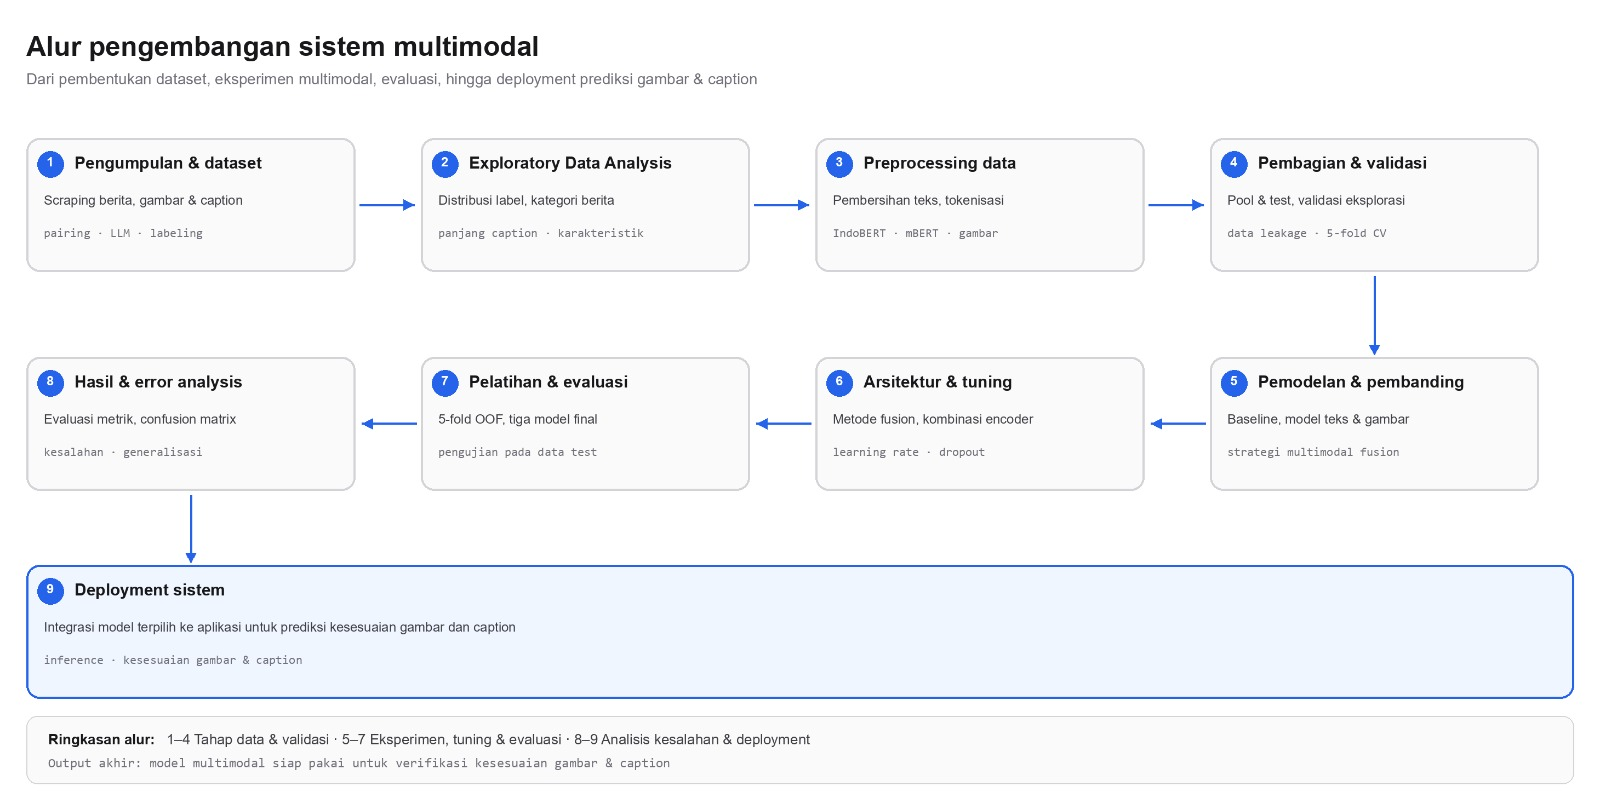 Alur pengembangan sistem multimodal
Dari pembentukan dataset, eksperimen multimodal, evaluasi, hingga deployment prediksi gambar & caption
1 Pengumpulan & dataset
Scraping berita, gambar & caption
pairing · LLM · labeling
2 Exploratory Data Analysis
Distribusi label, kategori berita
panjang caption · karakteristik
3 Preprocessing data
Pembersihan teks, tokenisasi
IndoBERT · mBERT · gambar
4 Pembagian & validasi
Pool & test, validasi eksplorasi
data leakage · 5-fold CV
5 Pemodelan & pembanding
Baseline, model teks & gambar
strategi multimodal fusion
6 Arsitektur & tuning
Metode fusion, kombinasi encoder
learning rate · dropout
7 Pelatihan & evaluasi
5-fold OOF, tiga model final
pengujian pada data test
8 Hasil & error analysis
Evaluasi metrik, confusion matrix
kesalahan · generalisasi
9 Deployment sistem
Integrasi model terpilih ke aplikasi untuk prediksi kesesuaian gambar dan caption
inference · kesesuaian gambar & caption
Ringkasan alur: 1–4 Tahap data & validasi · 5–7 Eksperimen, tuning & evaluasi · 8–9 Analisis kesalahan & deployment
Output akhir: model multimodal siap pakai untuk verifikasi kesesuaian gambar & caption